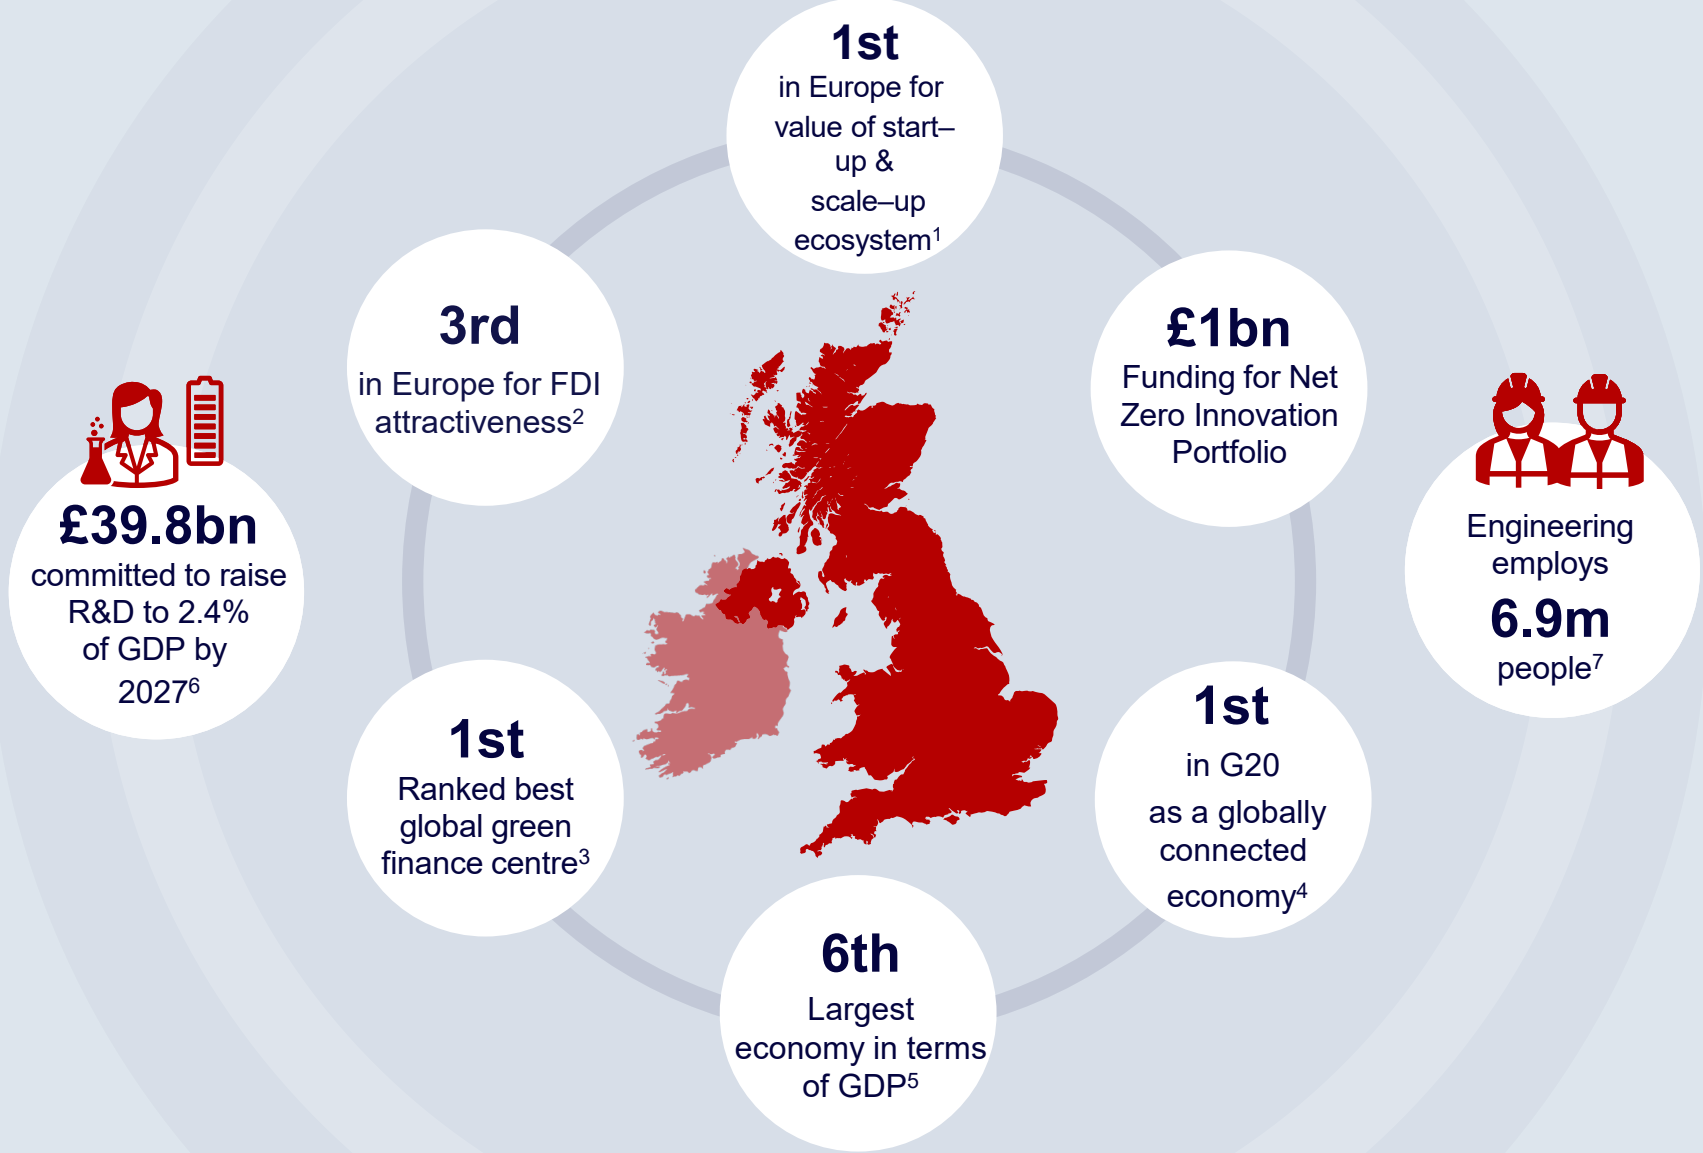 1st
in Europe for
value of start–
up &
scale–up
ecosystem¹
3rd
in Europe for FDI
attractiveness²
£1bn
Funding for Net
Zero Innovation
Portfolio
£39.8bn
committed to raise
R&D to 2.4%
of GDP by
2027⁶
Engineering
employs
6.9m
people⁷
1st
Ranked best
global green
finance centre³
1st
in G20
as a globally
connected
economy⁴
6th
Largest
economy in terms
of GDP⁵